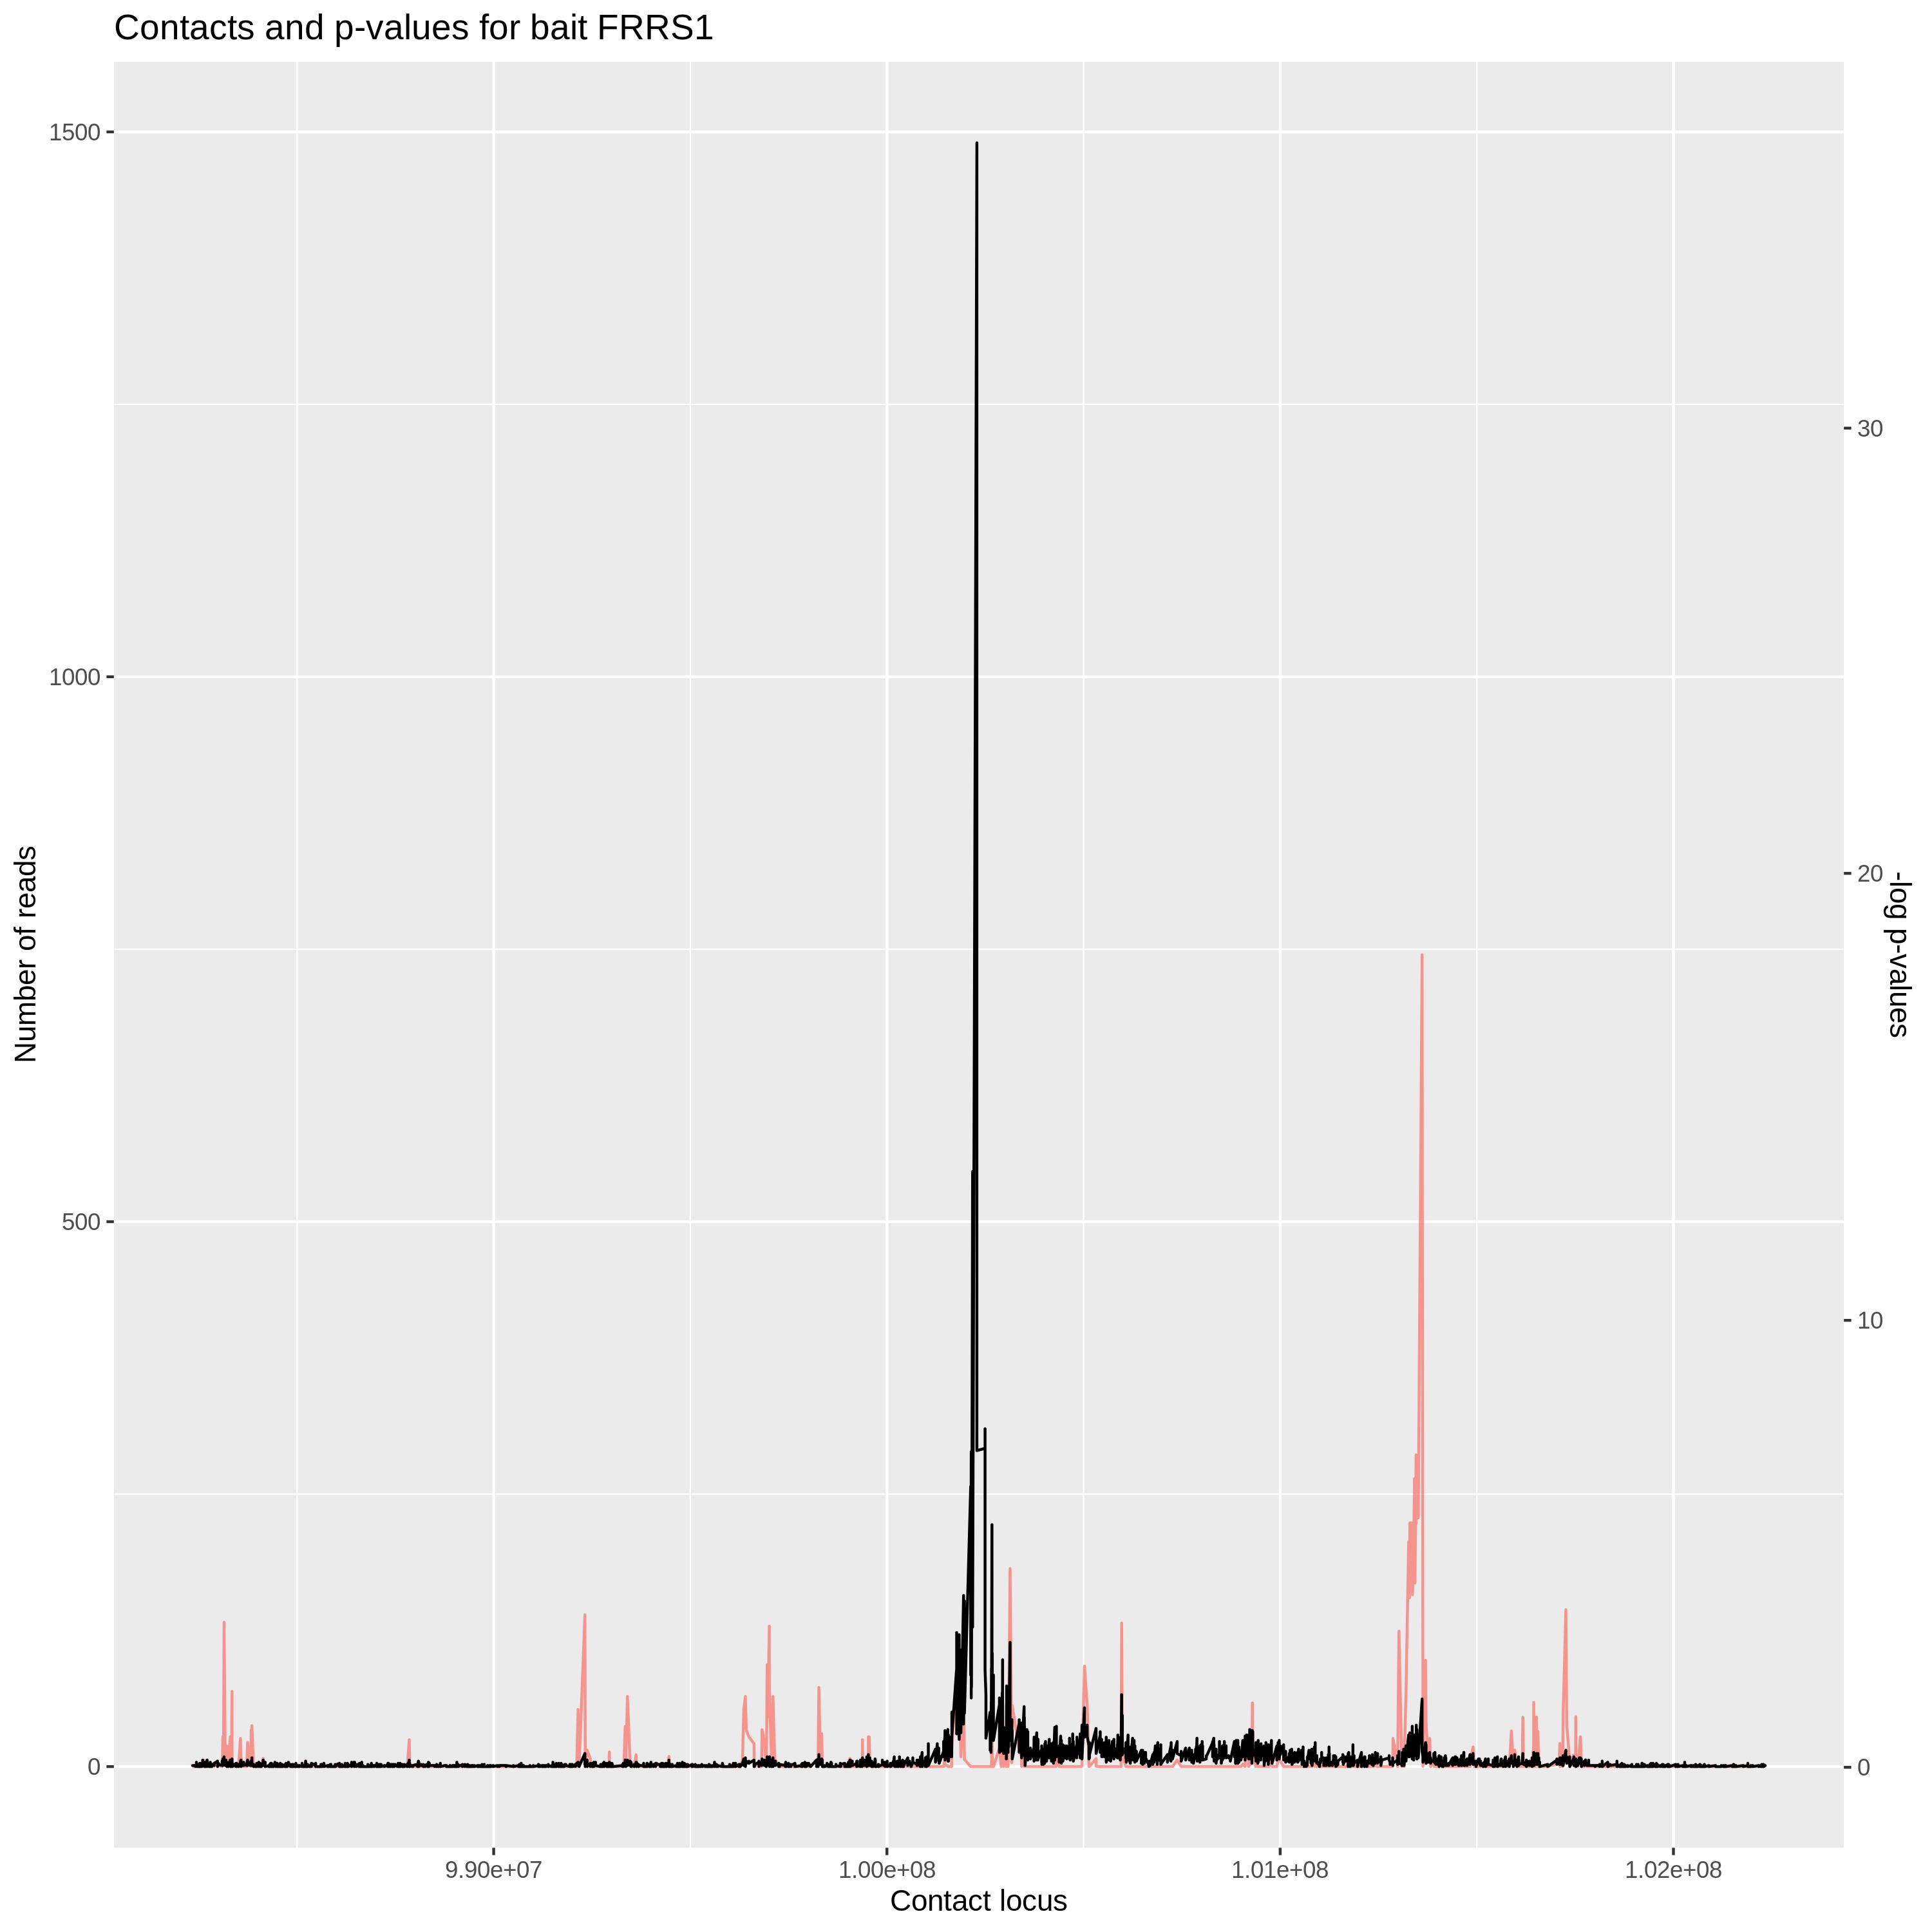 Contacts and p-values for bait FRRS1
1500
1000
500
0
Number of reads
30
20
10
0
-log p-values
9.90e+07
1.00e+08
1.01e+08
1.02e+08
Contact locus